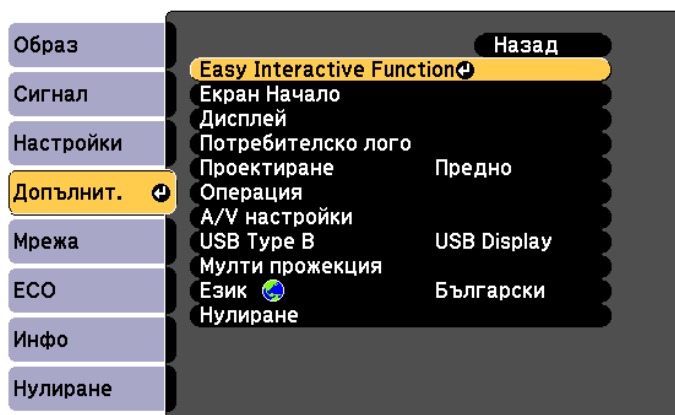 Образ
Сигнал
Настройки
Допълнит.
Мрежа
ECO
Инфо
Нулиране
Назад
Easy Interactive Function
Екран Начало
Дисплей
Потребителско лого
Проектиране Предно
Операция
A/V настройки
USB Type B USB Display
Мулти прожекция
Език Български
Нулиране